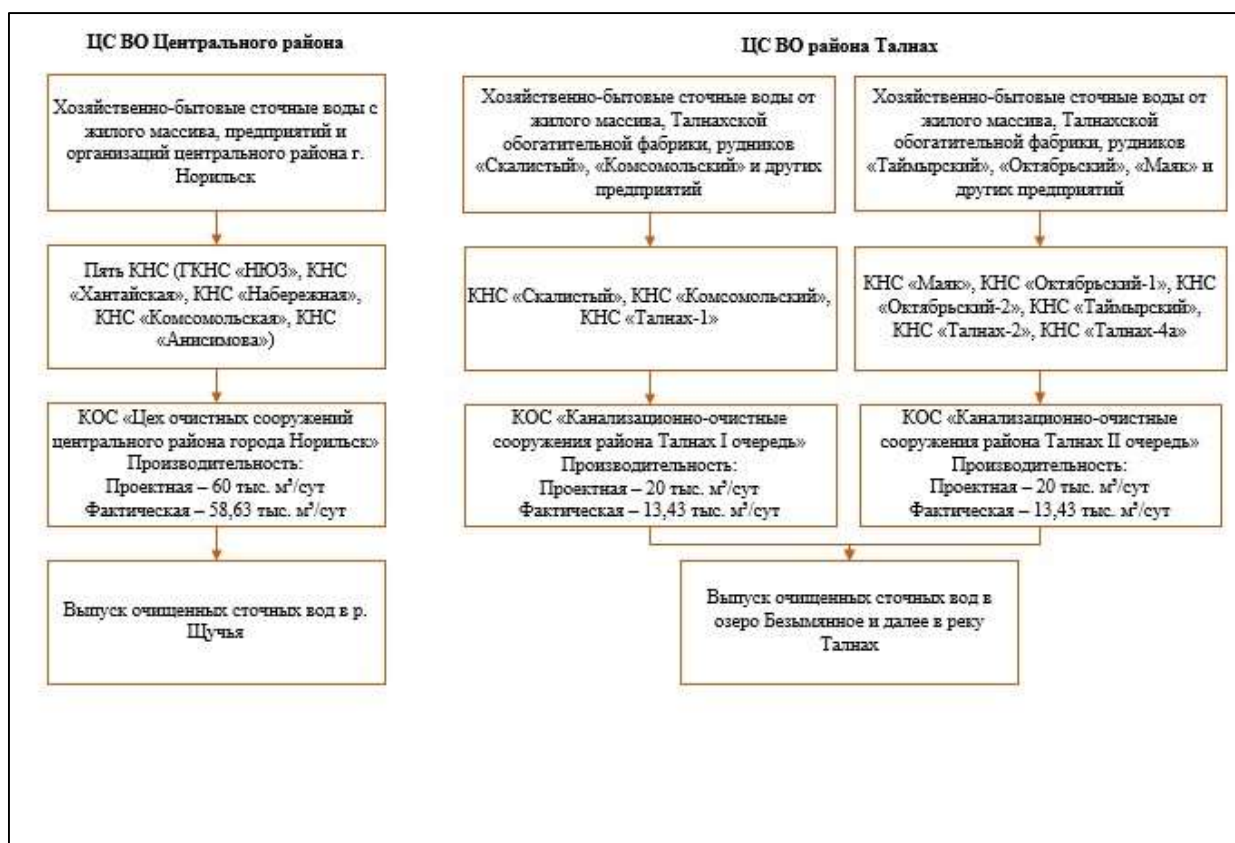 ЦС ВО Центрального района
Хозяйственно-бытовые сточные воды с
жилого массива, предприятий и
организаций центрального района г.
Норильск
Пять КНС (ГКНС «НЮЗ», КНС
«Хантайская», КНС «Набережная»,
КНС «Комсомольская», КНС
«Анисимова»)
КОС «Цех очистных сооружений
центрального района города Норильск»
Производительность:
Проектная – 60 тыс. м³/сут
Фактическая – 58,63 тыс. м³/сут
Выпуск очищенных сточных вод в р.
Щучья
ЦС ВО района Талнах
Хозяйственно-бытовые сточные воды от
жилого массива, Талнахской
обогатительной фабрики, рудников
«Скалистый», «Комсомольский» и других
предприятий
КНС «Скалистый», КНС «Комсомольский»,
КНС «Талнах-1»
КОС «Канализационно-очистные
сооружения района Талнах I очередь»
Производительность:
Проектная – 20 тыс. м³/сут
Фактическая – 13,43 тыс. м³/сут
Хозяйственно-бытовые сточные воды от
жилого массива, Талнахской
обогатительной фабрики, рудников
«Таймырский», «Октябрьский», «Маяк» и
других предприятий
КНС «Маяк», КНС «Октябрьский-1», КНС
«Октябрьский-2», КНС «Таймырский»,
КНС «Талнах-2», КНС «Талнах-4а»
КОС «Канализационно-очистные
сооружения района Талнах II очередь»
Производительность:
Проектная – 20 тыс. м³/сут
Фактическая – 13,43 тыс. м³/сут
Выпуск очищенных сточных вод в
озеро Безымянное и далее в реку
Талнах